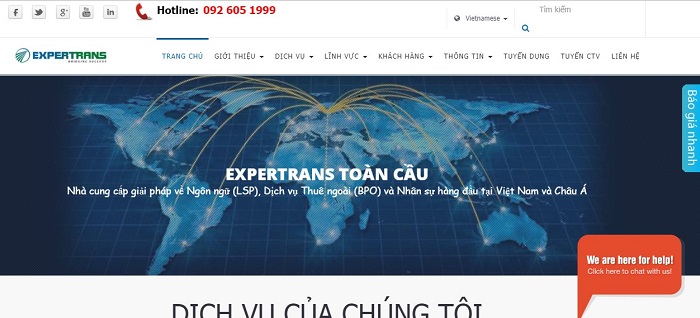 Hotline: 092 605 1999
Vietnamese
Tìm kiếm
EXPERTRANS
TRANG CHỦ GIỚI THIỆU DỊCH VỤ LĨNH VỰC KHÁCH HÀNG THÔNG TIN TUYỂN DỤNG TUYỂN CTV LIÊN HỆ
Báo giá nhanh
EXPERTRANS TOÀN CẦU
Nhà cung cấp giải pháp về Ngôn ngữ (LSP), Dịch vụ Thuê ngoài (BPO) và Nhân sự hàng đầu tại Việt Nam và Châu Á
We are here for help!
Click here to chat with us!
DỊCH VỤ CỦA CHÚNG TÔI